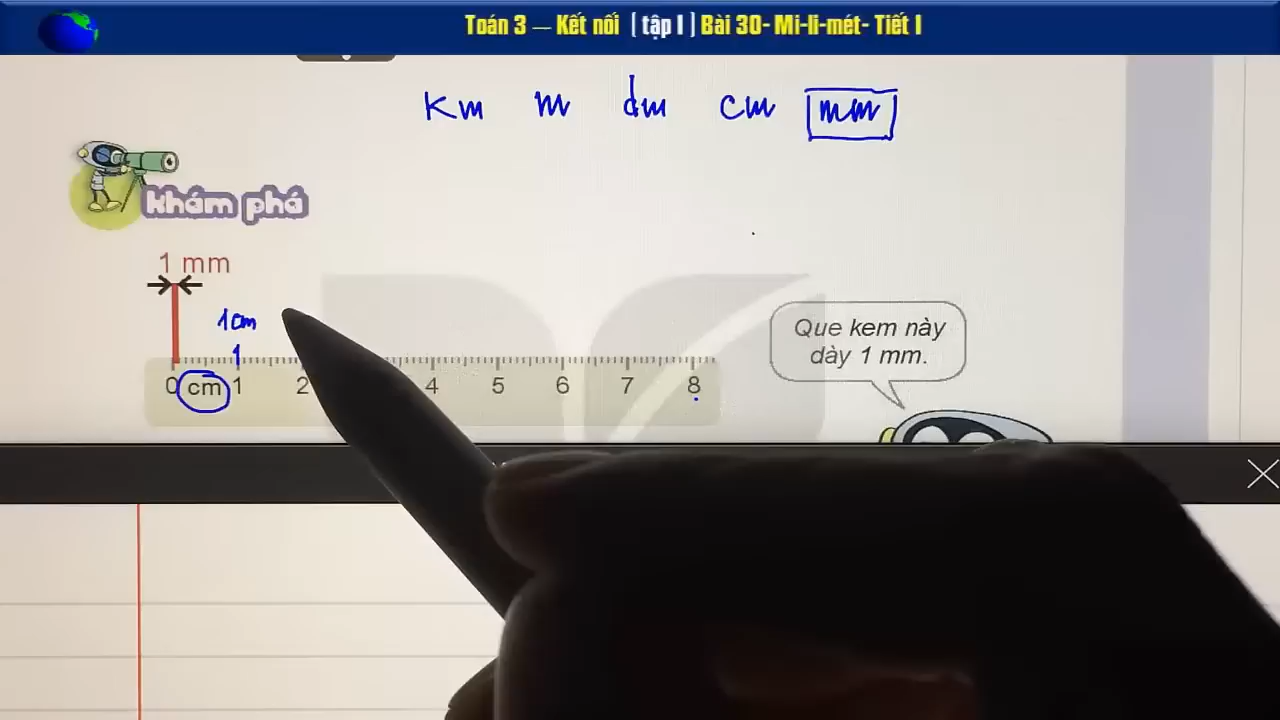 Toán 3 – Kết nối [ tập 1 ] Bài 30- Mi-li-mét- Tiết 1
Km m dm cm mm
Khám phá
1 mm
1cm
0 cm 1 2 4 5 6 7 8
Que kem này
dày 1 mm.